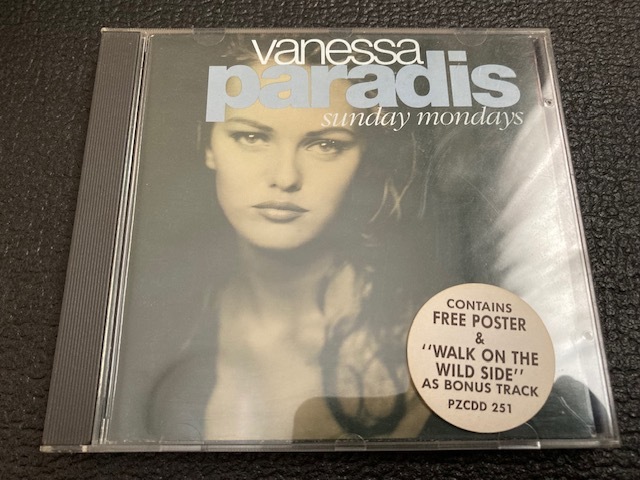 vanessa
paradis
sunday mondays
CONTAINS
FREE POSTER
&
"WALK ON THE
WILD SIDE"
AS BONUS TRACK
PZCDD 251